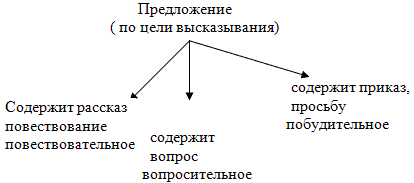 Предложение
( по цели высказывания)
Содержит рассказ
повествование
повествовательное
содержит
вопрос
вопросительное
содержит приказ,
просьбу
побудительное